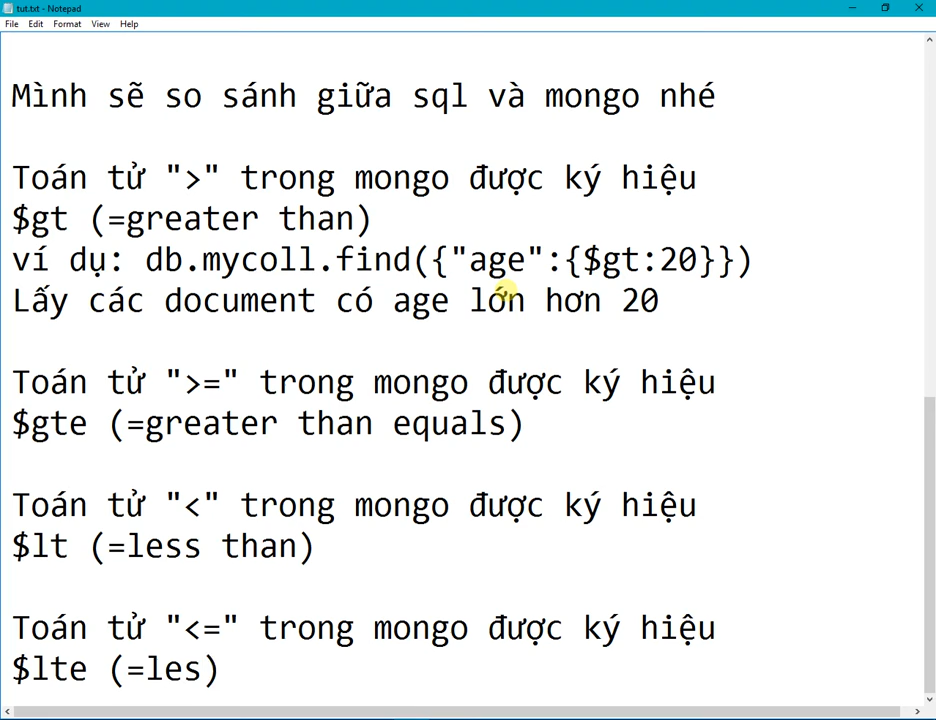 tut.txt - Notepad
File Edit Format View Help
Mình sẽ so sánh giữa sql và mongo nhé
Toán tử ">" trong mongo được ký hiệu
$gt (=greater than)
ví dụ: db.mycoll.find({"age":{$gt:20}})
Lấy các document có age lớn hơn 20
Toán tử ">=" trong mongo được ký hiệu
$gte (=greater than equals)
Toán tử "<" trong mongo được ký hiệu
$lt (=less than)
Toán tử "<=" trong mongo được ký hiệu
$lte (=les)